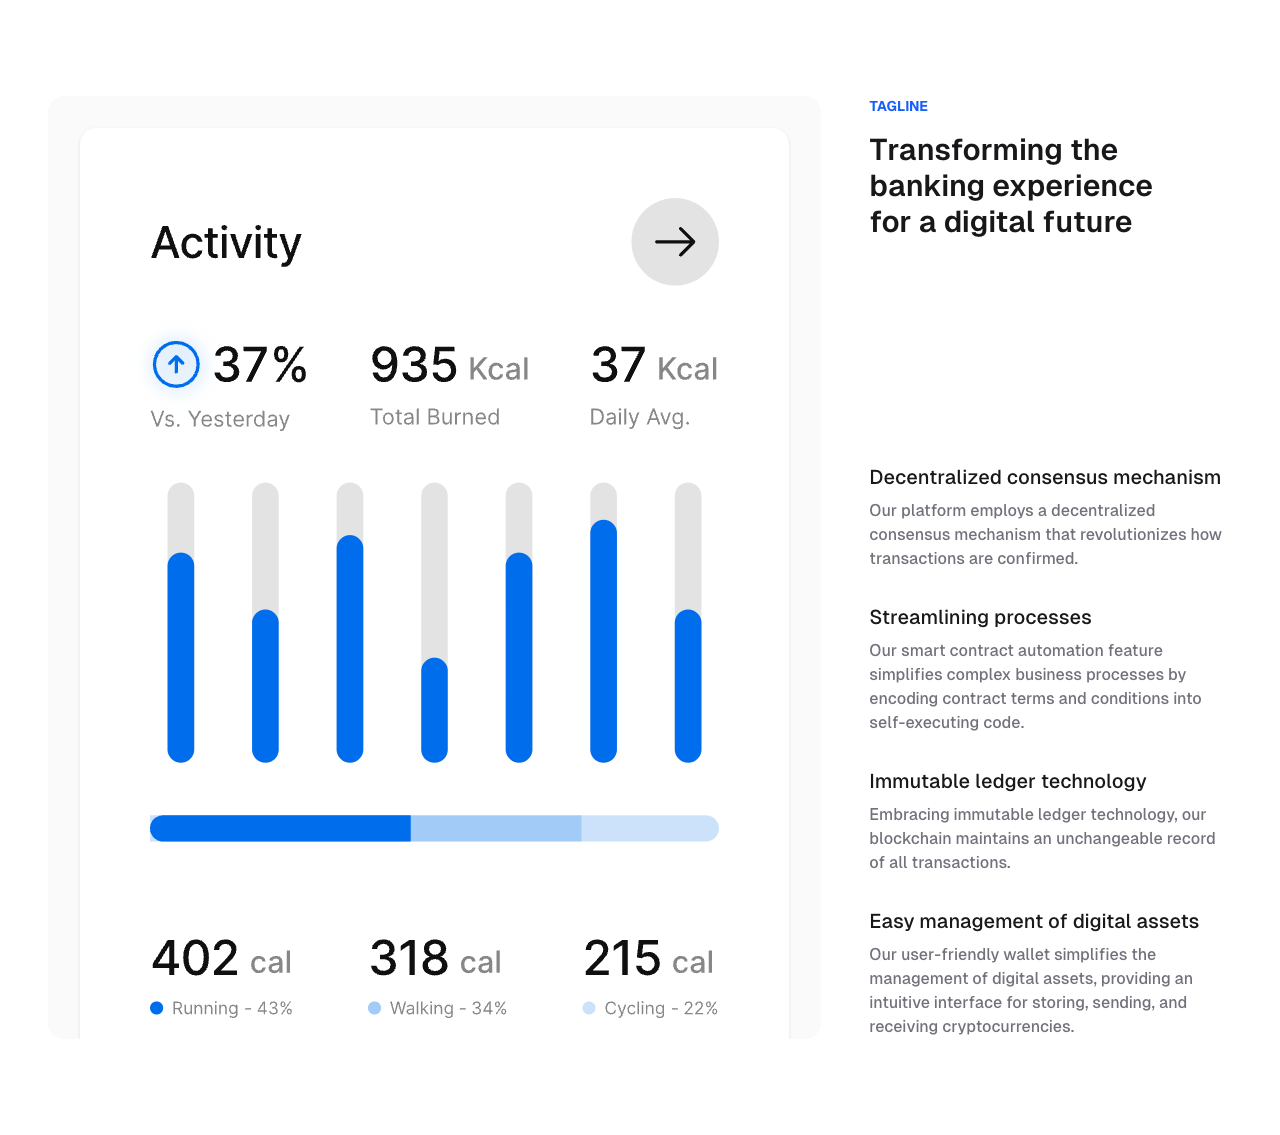 Activity
37%
Vs. Yesterday
935 Kcal
Total Burned
37 Kcal
Daily Avg.
402 cal
Running - 43%
318 cal
Walking - 34%
215 cal
Cycling - 22%
TAGLINE
Transforming the
banking experience
for a digital future
Decentralized consensus mechanism
Our platform employs a decentralized
consensus mechanism that revolutionizes how
transactions are confirmed.
Streamlining processes
Our smart contract automation feature
simplifies complex business processes by
encoding contract terms and conditions into
self-executing code.
Immutable ledger technology
Embracing immutable ledger technology, our
blockchain maintains an unchangeable record
of all transactions.
Easy management of digital assets
Our user-friendly wallet simplifies the
management of digital assets, providing an
intuitive interface for storing, sending, and
receiving cryptocurrencies.